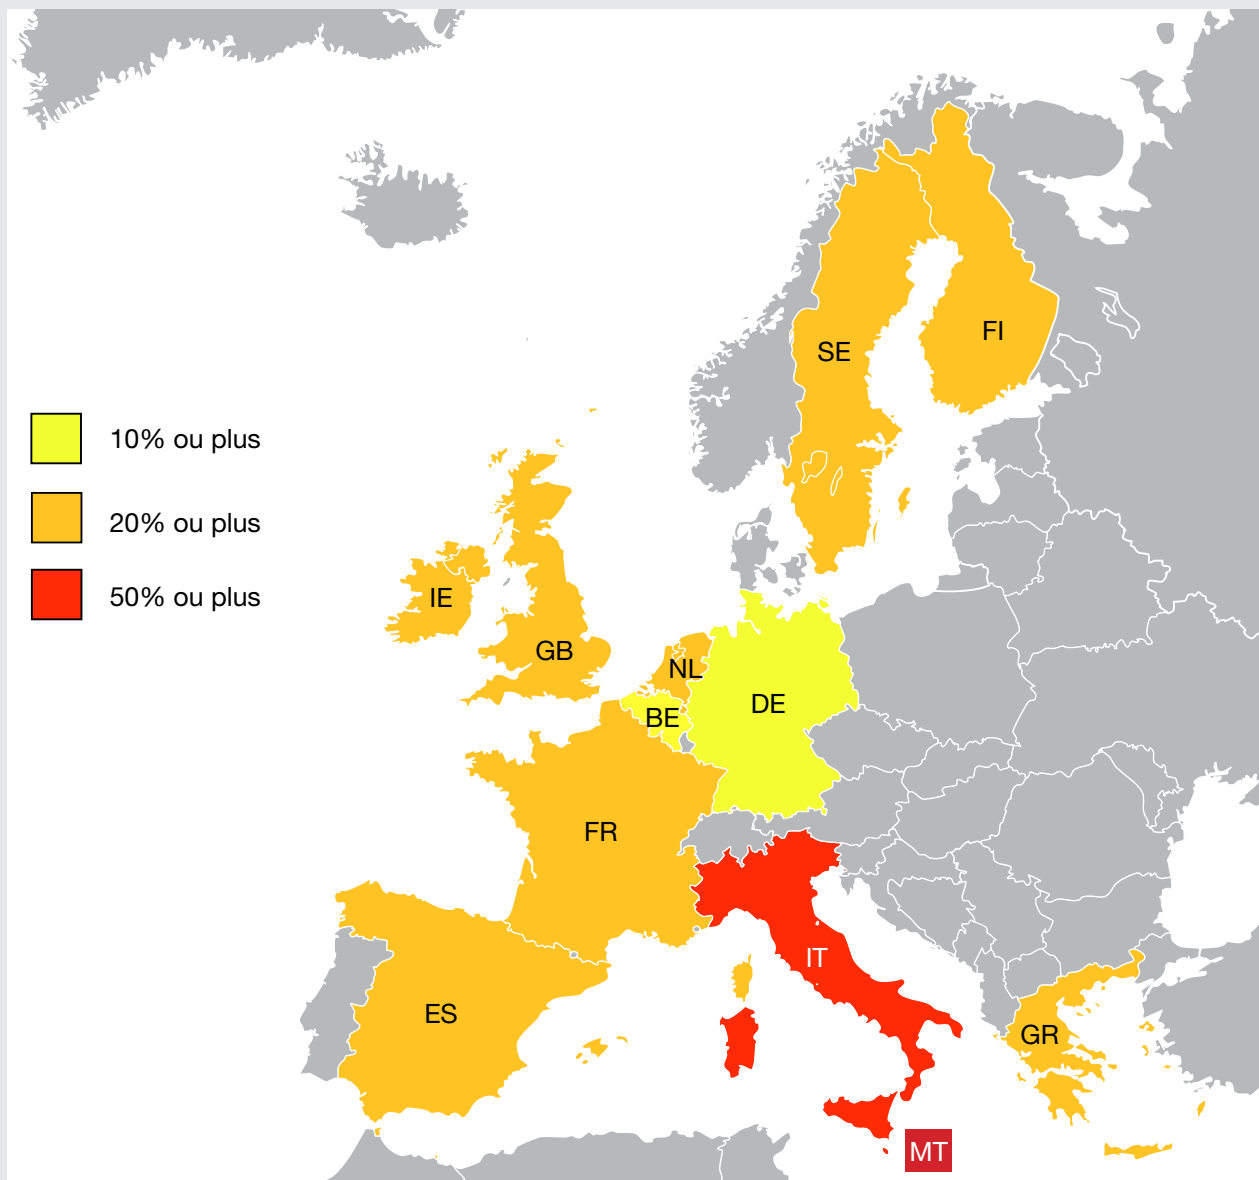 FI
SE
10% ou plus
20% ou plus
50% ou plus
IE
GB
NL
DE
BE
FR
IT
ES
GR
MT